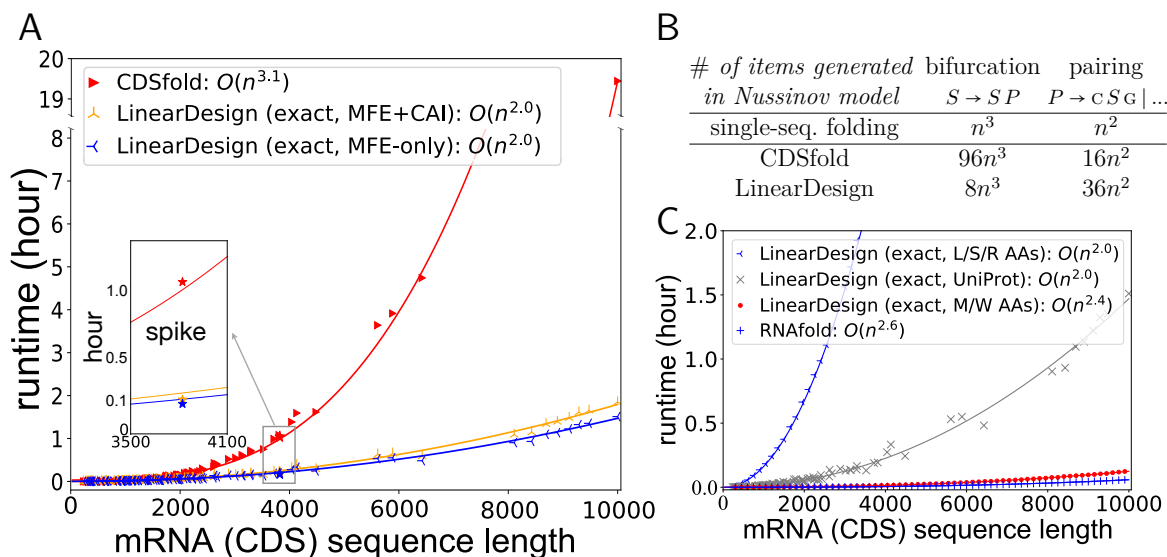 A
20
19
8
7
6
5
4
3
2
1
0
runtime (hour)
CDSfold: O(n^3.1)
LinearDesign (exact, MFE+CAI): O(n^2.0)
LinearDesign (exact, MFE-only): O(n^2.0)
1.0
0.5
0.1
0
hour
spike
3500 4100
0 2000 4000 6000 8000 10000
mRNA (CDS) sequence length
B
# of items generated bifurcation pairing
in Nussinov model S → S P P → C S G | ...
single-seq. folding n^3 n^2
CDSfold 96n^3 16n^2
LinearDesign 8n^3 36n^2
C
2.0
1.5
1.0
0.5
0.0
runtime (hour)
LinearDesign (exact, L/S/R AAs): O(n^2.0)
LinearDesign (exact, UniProt): O(n^2.0)
LinearDesign (exact, M/W AAs): O(n^2.4)
RNAfold: O(n^2.6)
0 2000 4000 6000 8000 10000
mRNA (CDS) sequence length